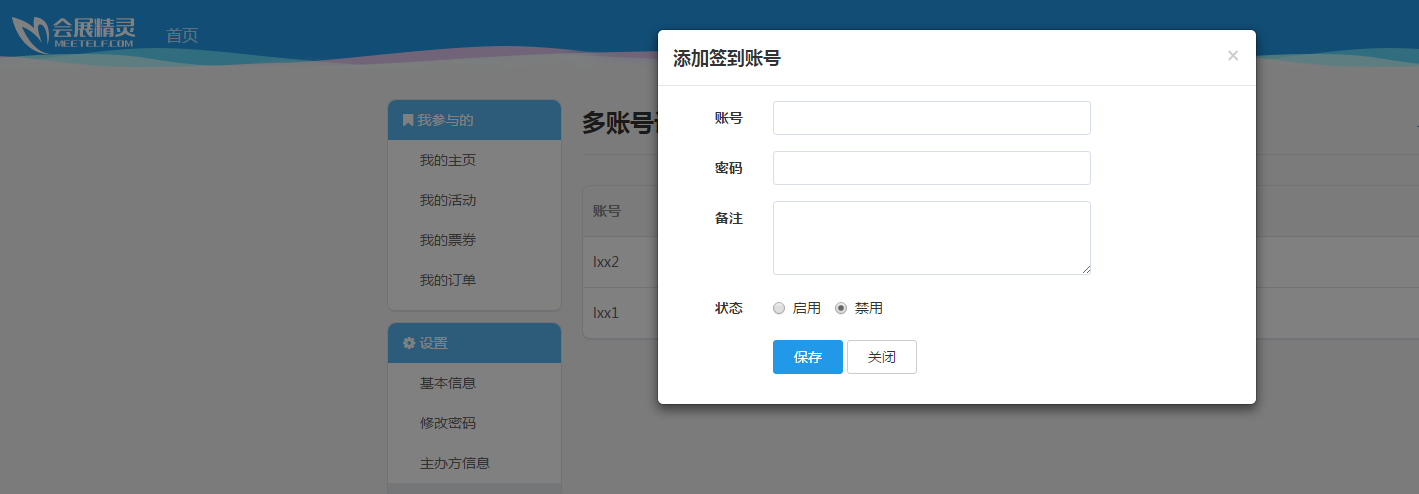 会展精灵
MEETELF.COM
首页
添加签到账号
×
账号
密码
备注
状态
启用 禁用
保存 关闭
我参与的
我的主页
我的活动
我的票券
我的订单
设置
基本信息
修改密码
主办方信息
多账号
账号
lxx2
lxx1